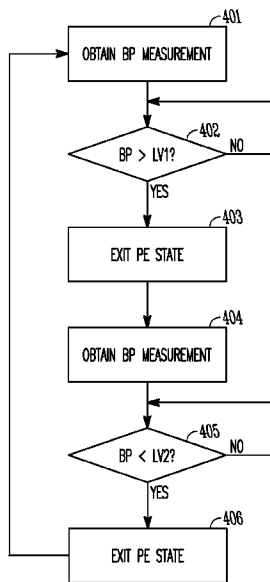 401
OBTAIN BP MEASUREMENT
402
BP > LV1?
NO
YES
403
EXIT PE STATE
404
OBTAIN BP MEASUREMENT
405
BP < LV2?
NO
YES
406
EXIT PE STATE